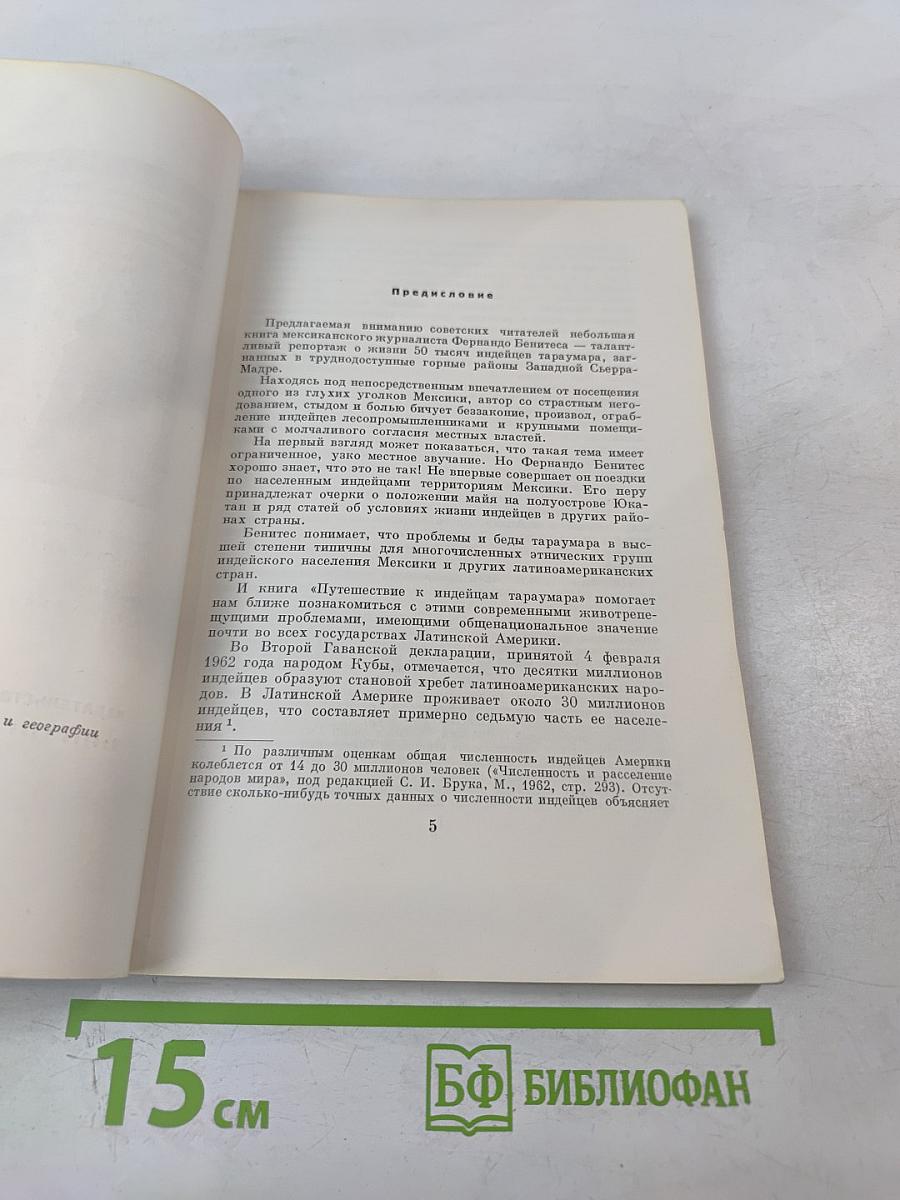 и географии
Предисловие
Предлагаемая вниманию советских читателей небольшая
книга мексиканского журналиста Фернандо Бенитеса — талант-
ливый репортаж о жизни 50 тысяч индейцев тараумара, заг-
нанных в труднодоступные горные районы Западной Сьерра-
Мадре.
Находясь под непосредственным впечатлением от посещения
одного из глухих уголков Мексики, автор со страстным него-
дованием, стыдом и болью бичует беззаконие, произвол, ограб-
ление индейцев лесопромышленниками и крупными помещи-
ками с молчаливого согласия местных властей.
На первый взгляд может показаться, что такая тема имеет
ограниченное, узко местное звучание. Но Фернандо Бенитес
хорошо знает, что это не так! Не впервые совершает он поездки
по населенным индейцами территориям Мексики. Его перу
принадлежат очерки о положении майя на полуострове Юка-
тан и ряд статей об условиях жизни индейцев в других райо-
нах страны.
Бенитес понимает, что проблемы и беды тараумара в выс-
шей степени типичны для многочисленных этнических групп
индейского населения Мексики и других латиноамериканских
стран.
И книга «Путешествие к индейцам тараумара» помогает
нам ближе познакомиться с этими современными животрепе-
щущими проблемами, имеющими общенациональное значение
почти во всех государствах Латинской Америки.
Во Второй Гаванской декларации, принятой 4 февраля
1962 года народом Кубы, отмечается, что десятки миллионов
индейцев образуют становой хребет латиноамериканских наро-
дов. В Латинской Америке проживает около 30 миллионов
индейцев, что составляет примерно седьмую часть ее населе-
ния ¹.
¹ По различным оценкам общая численность индейцев Америки
колеблется от 14 до 30 миллионов человек («Численность и расселение
народов мира», под редакцией С. И. Брука, М., 1962, стр. 293). Отсут-
ствие сколько-нибудь точных данных о численности индейцев объясняет
5
15 см
БФ БИБЛИОФАН